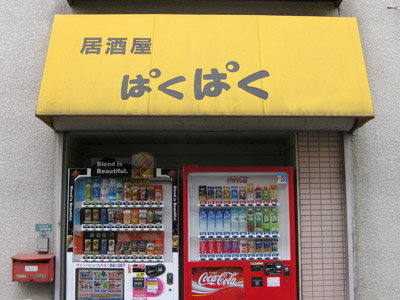 居酒屋
ぱくぱく
Blend is
Beautiful.
Coca-Cola
Coca-Cola